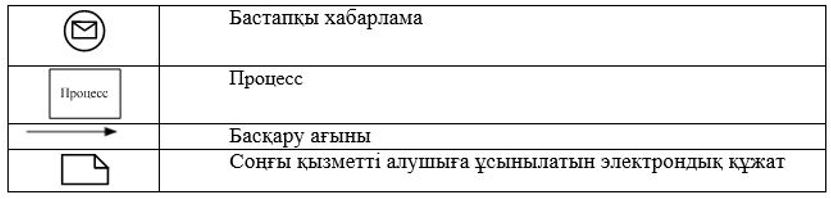 Бастапқы хабарлама
Процесс
Процесс
Басқару ағыны
Соңғы қызметті алушыға ұсынылатын электрондық құжат